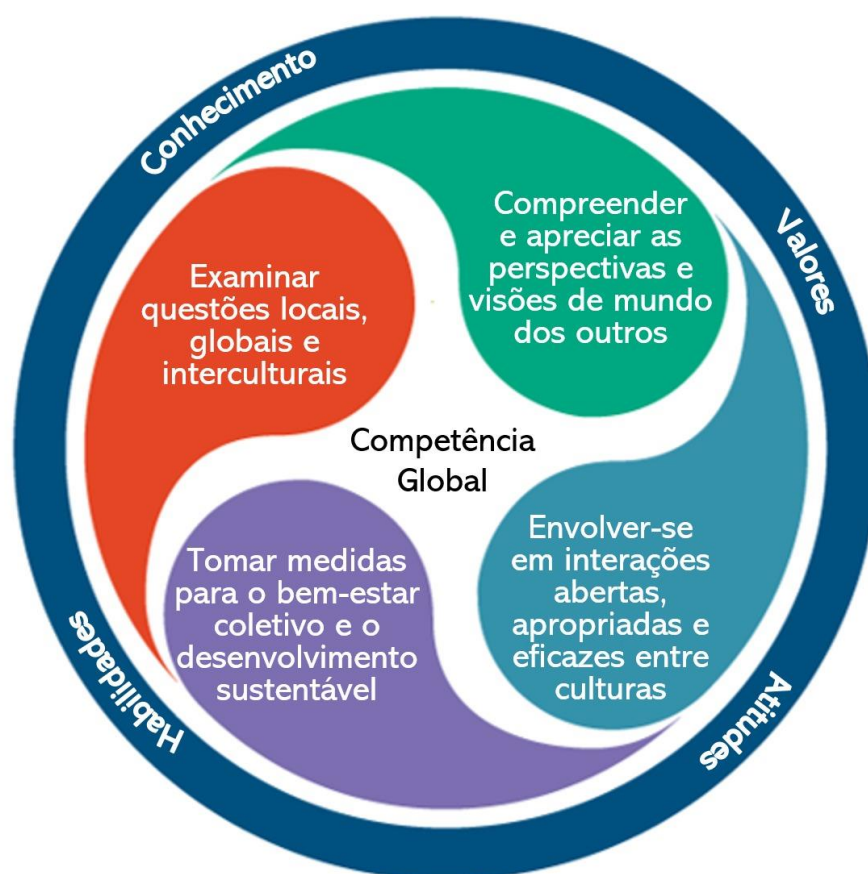 Conhecimento
Valores
Compreender
e apreciar as
perspectivas e
visões de mundo
dos outros
Examinar
questões locais,
globais e
interculturais
Competência
Global
Envolver-se
em interações
abertas,
apropriadas e
eficazes entre
culturas
Tomar medidas
para o bem-estar
coletivo e o
desenvolvimento
sustentável
Habilidades
Atitudes